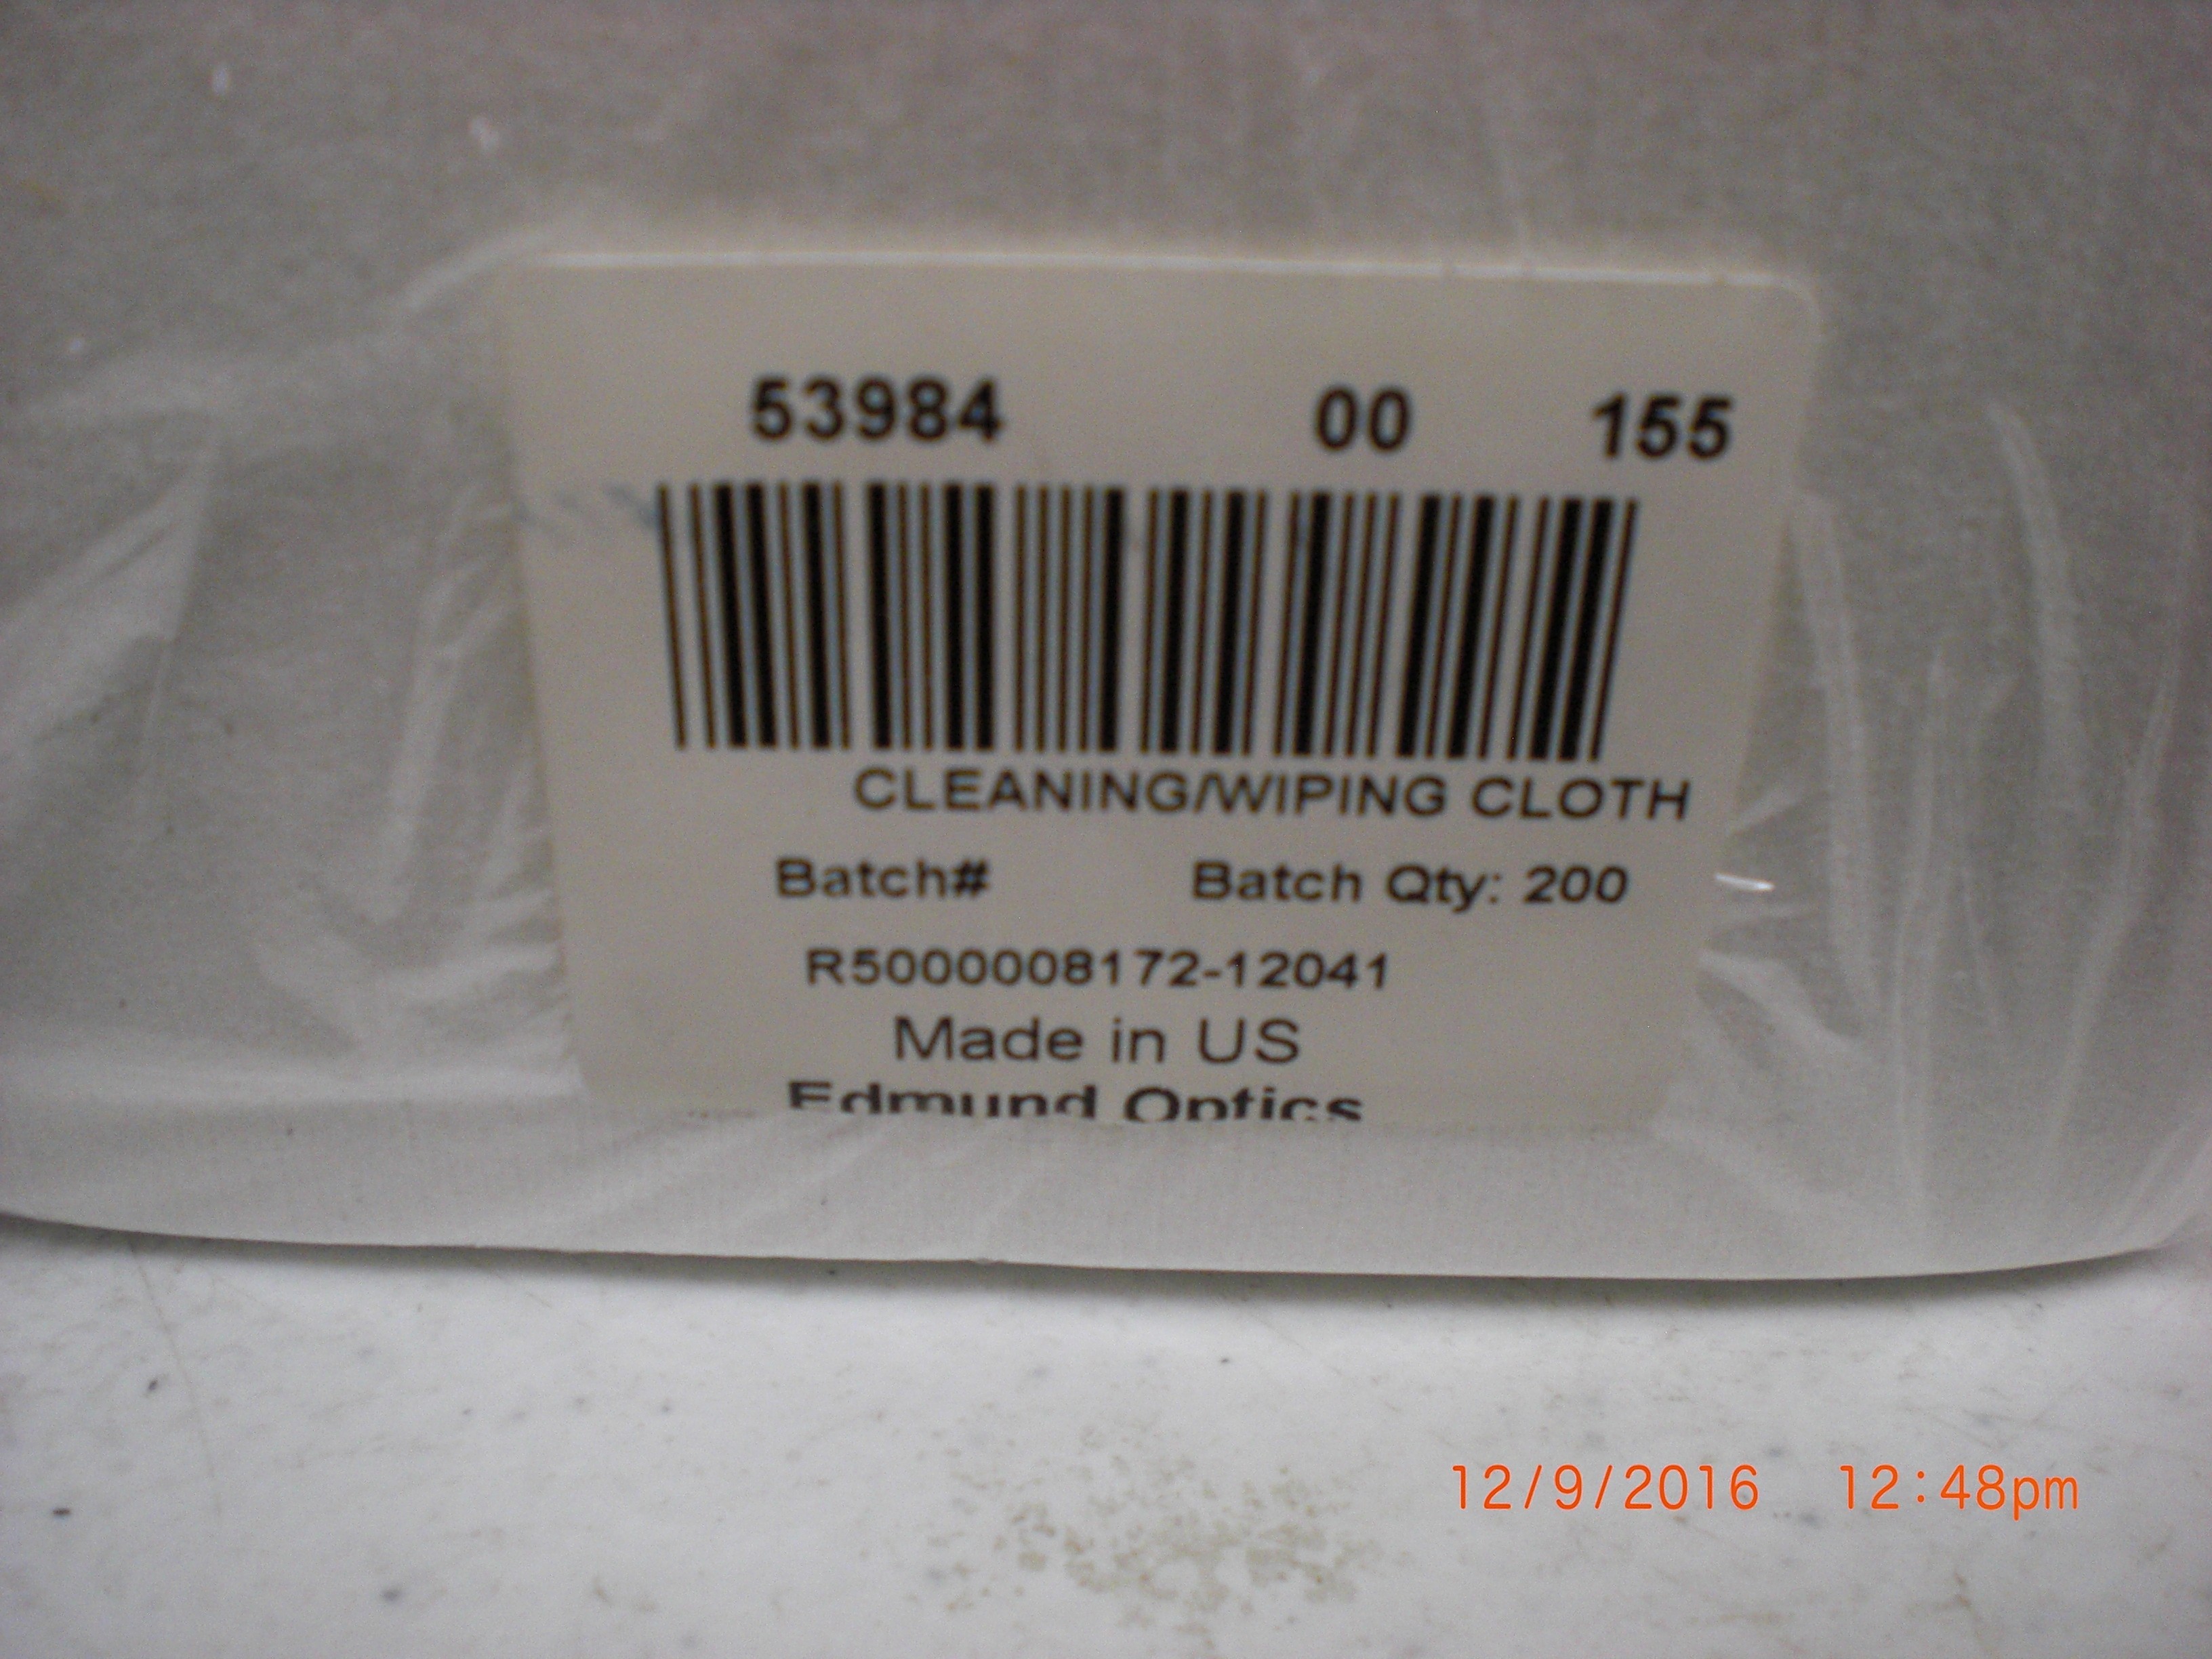 53984 00 155
CLEANING/WIPING CLOTH
Batch# Batch Qty: 200
R5000008172-12041
Made in US
Edmund Optics
12/9/2016 12:48pm